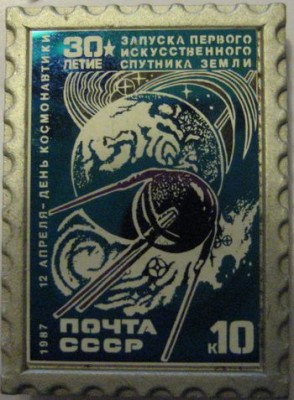 30★ ЗАПУСКА ПЕРВОГО
ЛЕТИЕ ИСКУССТВЕННОГО
СПУТНИКА ЗЕМЛИ
1987 12 АПРЕЛЯ-ДЕНЬ КОСМОНАВТИКИ
ПОЧТА
СССР
К10